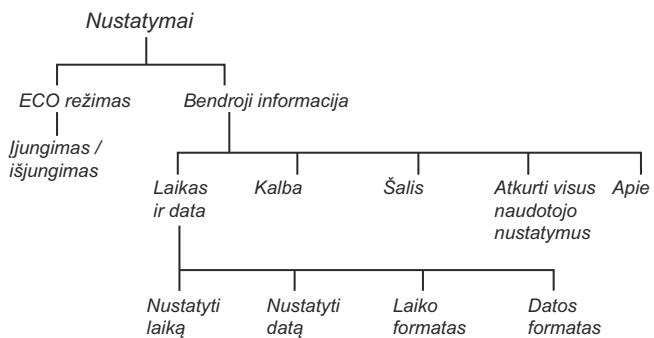 Nustatymai
ECO režimas
Bendroji informacija
Įjungimas /
išjungimas
Laikas
ir data
Kalba
Šalis
Atkurti visus
naudotojo
nustatymus
Apie
Nustatyti
laiką
Nustatyti
datą
Laiko
formatas
Datos
formatas